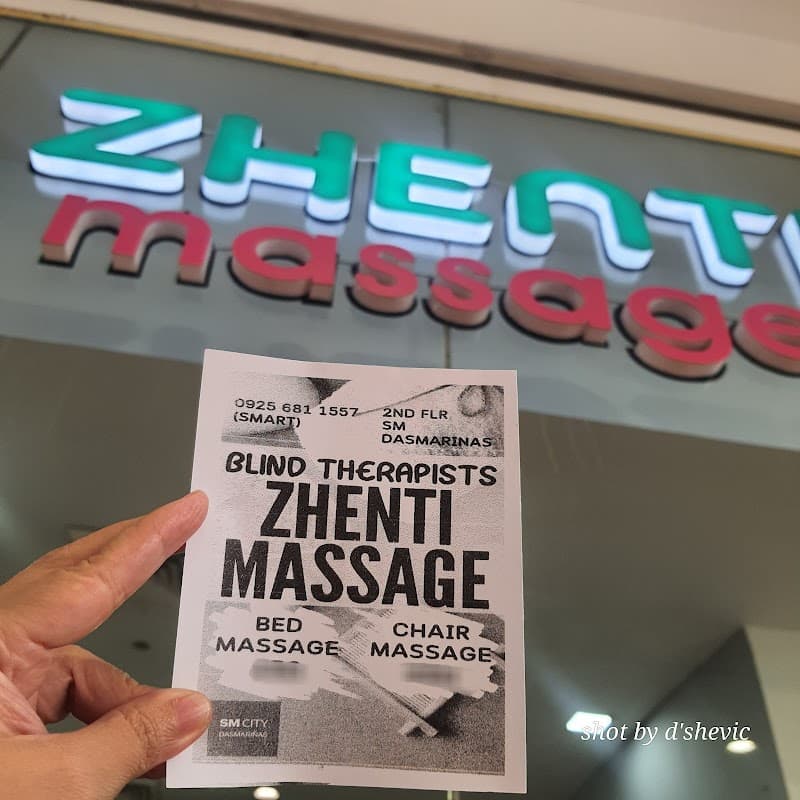 ZHENTI
massage
0925 681 1557
(SMART)
2ND FLR
SM
DASMARINAS
BLIND THERAPISTS
ZHENTI
MASSAGE
BED
MASSAGE
CHAIR
MASSAGE
SM CITY
DASMARINAS
shot by d'shevic